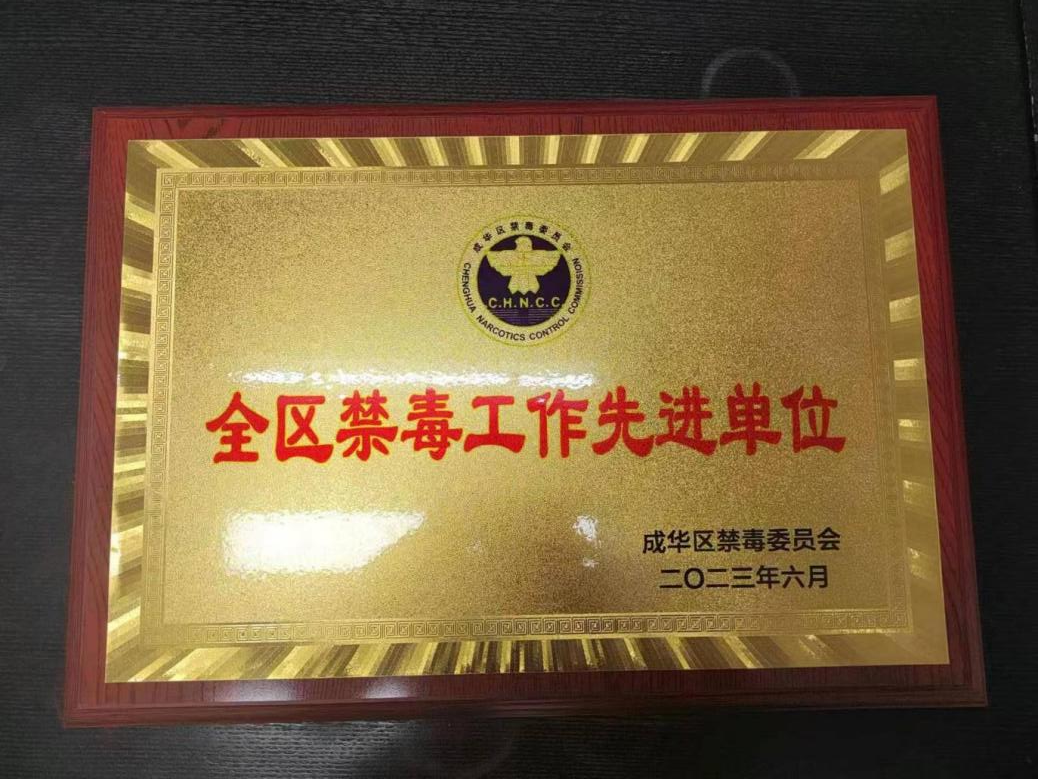 成华区禁毒委员会
C.H.N.C.C
CHENGHUA NARCOTICS CONTROL COMMISSION
全区禁毒工作先进单位
成华区禁毒委员会
二〇二三年六月